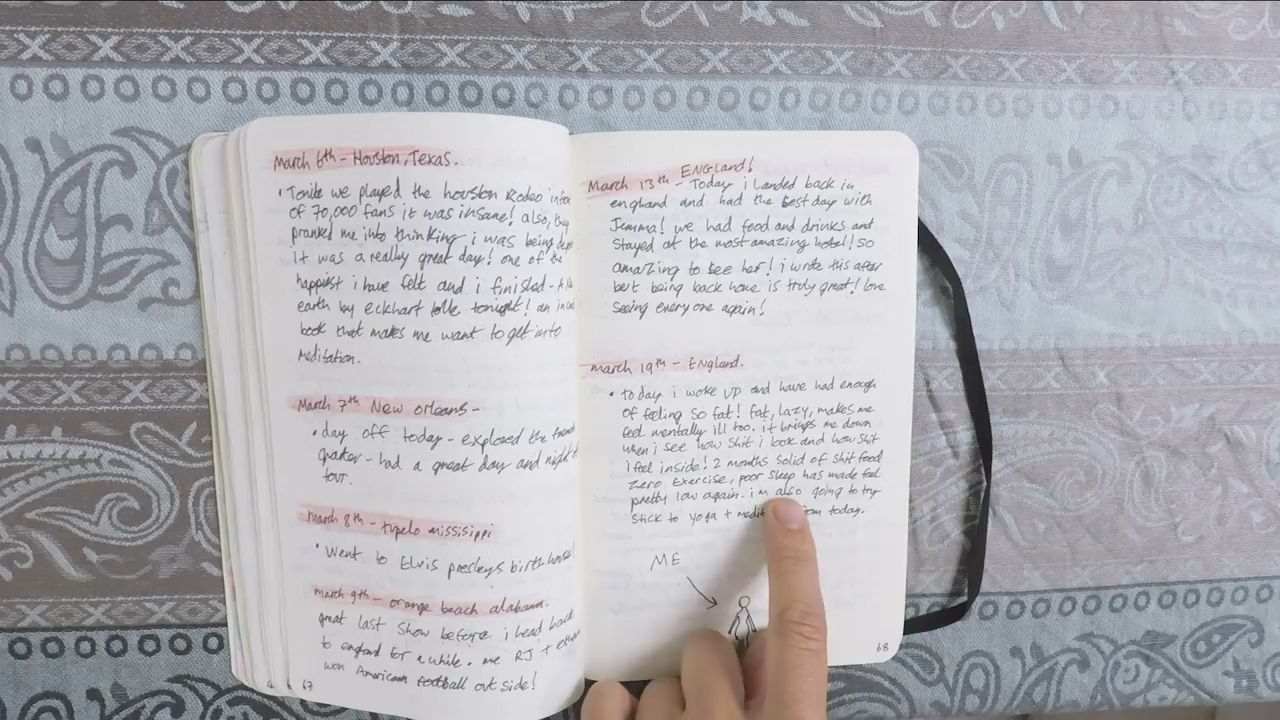 March 6th - Houston, Texas.
• Tonite we played the houston Rodeo
of 70,000 fans it was insane! also, they
pranked me into thinking i was being
it was a really great day! one of the
happiest i have felt and i finished - A
earth by eckhart tolle tonight! an
book that makes me want to get into
meditation.
March 7th New orleans -
• day off today - explored the
quater - had a great day and night
tour.
March 8th - tupelo missisippi
• Went to Elvis presleys birth house!
march 9th - orange beach alabama.
great last show before i head back
to england for a while. me RJ +
won American football outside!
67
March 13th - ENGLand!
Today i landed back in
england and had the best day with
Jemma! we had food and drinks and
stayed at the most amazing hotel! so
amazing to see her! i wrote this after
but being back home is truly great! love
seeing everyone again!
march 19th - England.
• today i woke up and have had enough
of feeling so fat! fat, lazy, makes me
feel mentally ill too. it brings me down
when i see how shit i look and how shit
i feel inside! 2 months solid of shit food
zero exercise, poor sleep has made feel
pretty low again. i'm also going to try
stick to yoga + from today.
ME
68